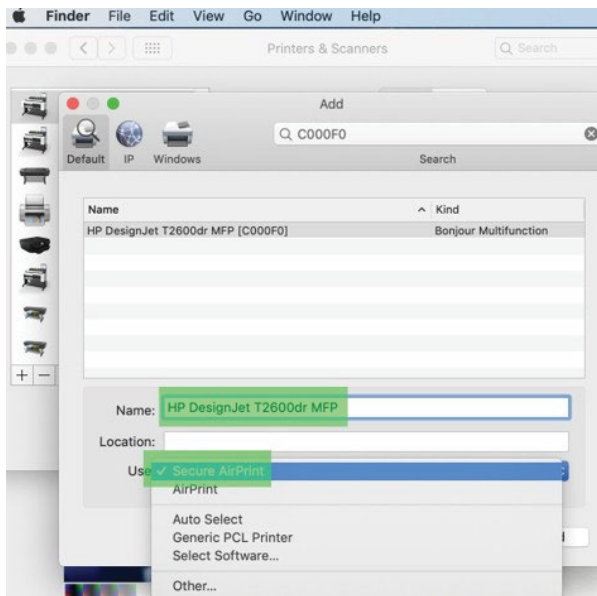 Finder File Edit View Go Window Help
Printers & Scanners
Search
Add
C000F0
Default IP Windows
Search
Name Kind
HP DesignJet T2600dr MFP [C000F0] Bonjour Multifunction
Name: HP DesignJet T2600dr MFP
Location:
Use ✓ Secure AirPrint
AirPrint
Auto Select
Generic PCL Printer
Select Software...
Other...